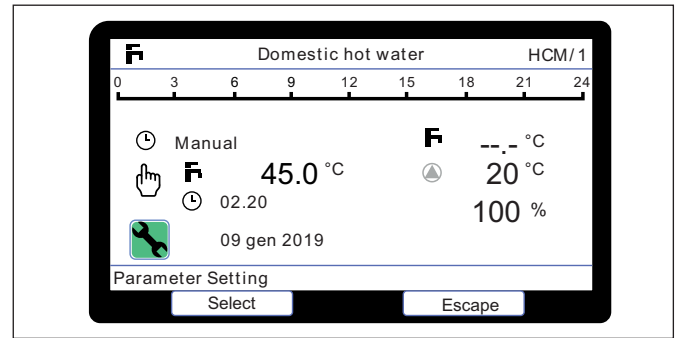 Domestic hot water HCM/1
0 3 6 9 12 15 18 21 24
Manual --.- °C
45.0 °C 20 °C
02.20 100 %
09 gen 2019
Parameter Setting
Select Escape